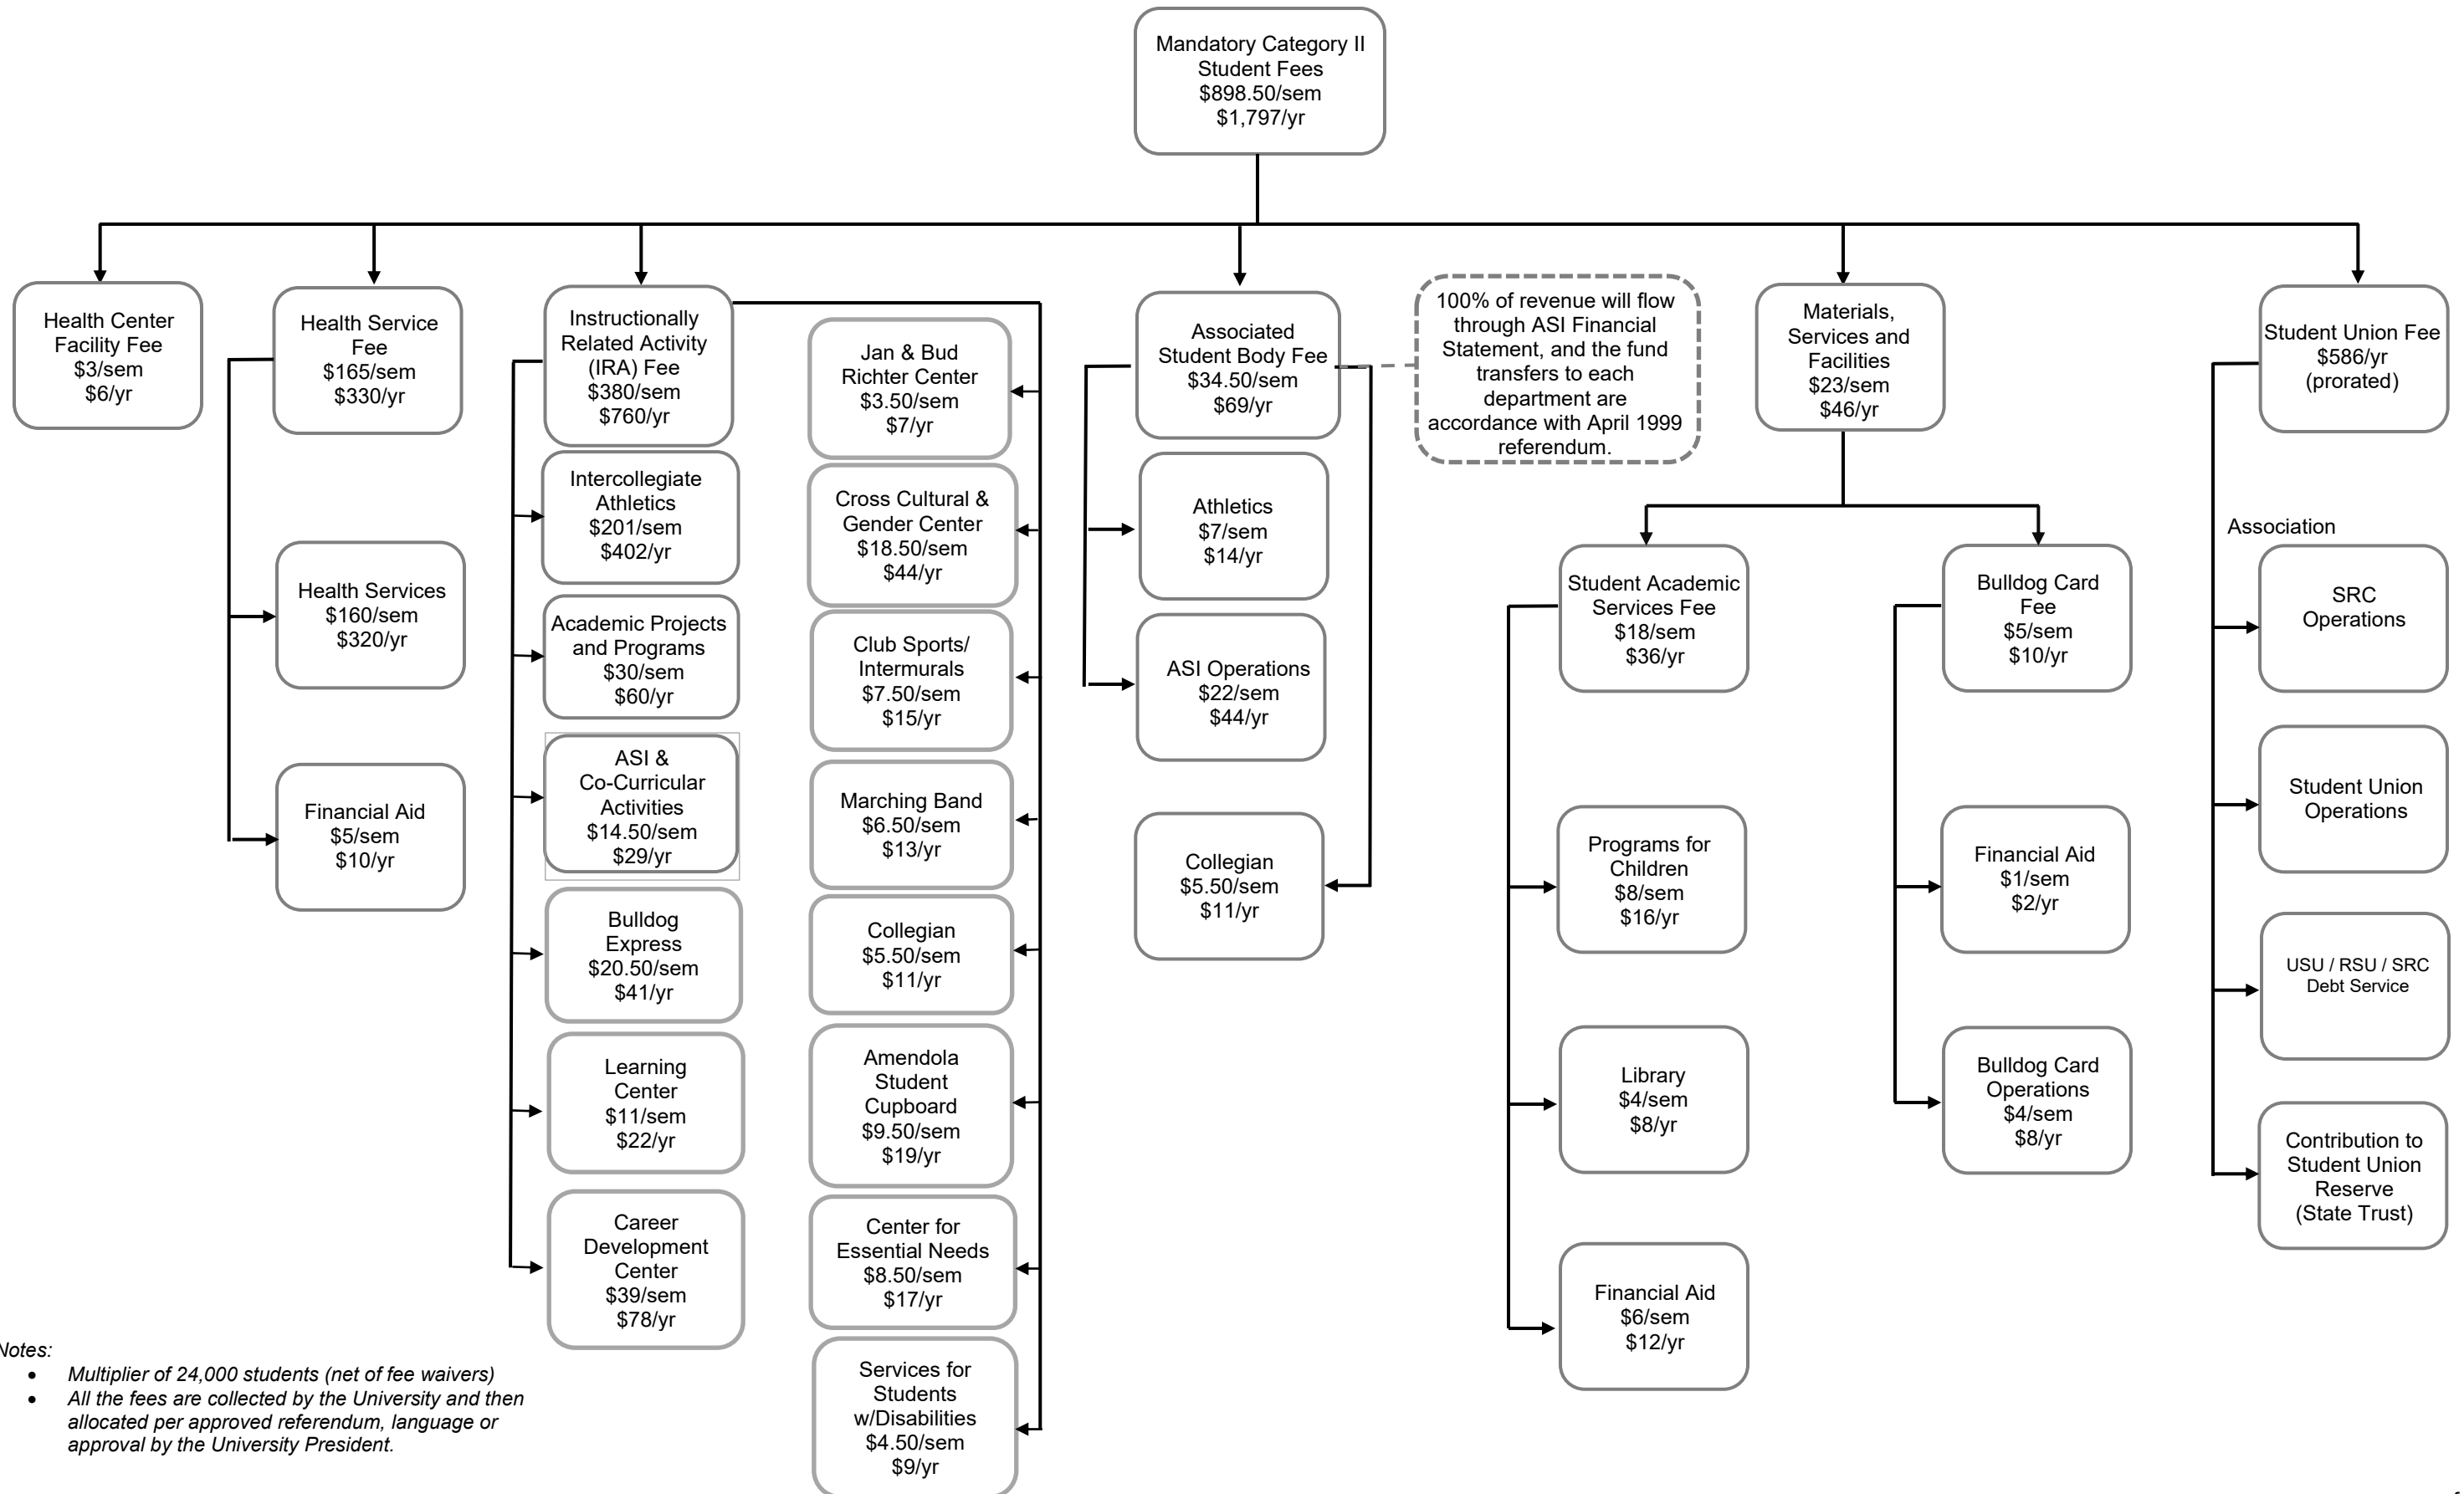 Mandatory Category II
Student Fees
$898.50/sem
$1,797/yr
Health Center
Facility Fee
$3/sem
$6/yr
Health Service
Fee
$165/sem
$330/yr
Health Services
$160/sem
$320/yr
Financial Aid
$5/sem
$10/yr
Instructionally
Related Activity
(IRA) Fee
$380/sem
$760/yr
Intercollegiate
Athletics
$201/sem
$402/yr
Academic Projects
and Programs
$30/sem
$60/yr
ASI &
Co-Curricular
Activities
$14.50/sem
$29/yr
Bulldog
Express
$20.50/sem
$41/yr
Learning
Center
$11/sem
$22/yr
Career
Development
Center
$39/sem
$78/yr
Jan & Bud
Richter Center
$3.50/sem
$7/yr
Cross Cultural &
Gender Center
$18.50/sem
$44/yr
Club Sports/
Intermurals
$7.50/sem
$15/yr
Marching Band
$6.50/sem
$13/yr
Collegian
$5.50/sem
$11/yr
Amendola
Student
Cupboard
$9.50/sem
$19/yr
Center for
Essential Needs
$8.50/sem
$17/yr
Services for
Students
w/Disabilities
$4.50/sem
$9/yr
Associated
Student Body Fee
$34.50/sem
$69/yr
Athletics
$7/sem
$14/yr
ASI Operations
$22/sem
$44/yr
Collegian
$5.50/sem
$11/yr
100% of revenue will flow
through ASI Financial
Statement, and the fund
transfers to each
department are
accordance with April 1999
referendum.
Materials,
Services and
Facilities
$23/sem
$46/yr
Student Academic
Services Fee
$18/sem
$36/yr
Programs for
Children
$8/sem
$16/yr
Library
$4/sem
$8/yr
Financial Aid
$6/sem
$12/yr
Bulldog Card
Fee
$5/sem
$10/yr
Financial Aid
$1/sem
$2/yr
Bulldog Card
Operations
$4/sem
$8/yr
Student Union Fee
$586/yr
(prorated)
Association
SRC
Operations
Student Union
Operations
USU / RSU / SRC
Debt Service
Contribution to
Student Union
Reserve
(State Trust)
Notes:
• Multiplier of 24,000 students (net of fee waivers)
• All the fees are collected by the University and then
allocated per approved referendum, language or
approval by the University President.